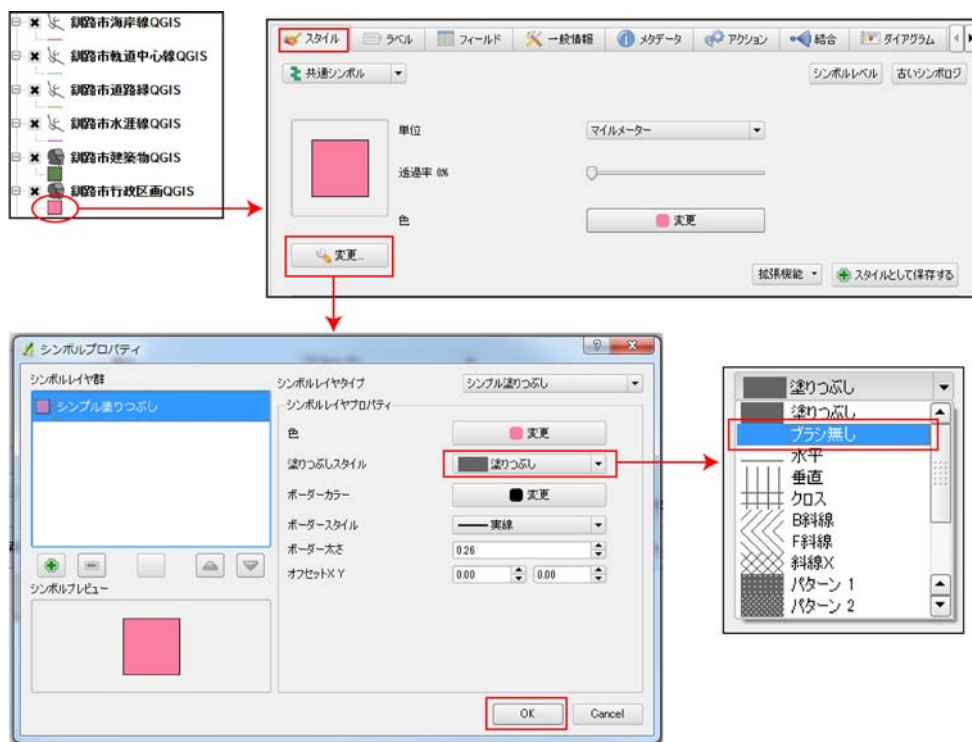 釧路市海岸線QGIS
釧路市軌道中心線QGIS
釧路市道路縁QGIS
釧路市水涯線QGIS
釧路市建築物QGIS
釧路市行政区画QGIS
スタイル ラベル フィールド 一般情報 メタデータ アクション 結合 ダイアグラム
共通シンボル シンボルレベル 古いシンボロジ
単位 マイルメーター
透過率 0%
色 変更
変更...
拡張機能 スタイルとして保存する
シンボルプロパティ
シンボルレイヤ群
シンプル塗りつぶし
シンボルプレビュー
シンボルレイヤタイプ シンプル塗りつぶし
シンボルレイヤプロパティ
色 変更
塗りつぶしスタイル 塗りつぶし
ボーダーカラー 変更
ボーダースタイル 実線
ボーダー太さ 0.26
オフセットX Y 0.00 0.00
OK Cancel
塗りつぶし
塗りつぶし
ブラシ無し
水平
垂直
クロス
B斜線
F斜線
斜線X
パターン 1
パターン 2